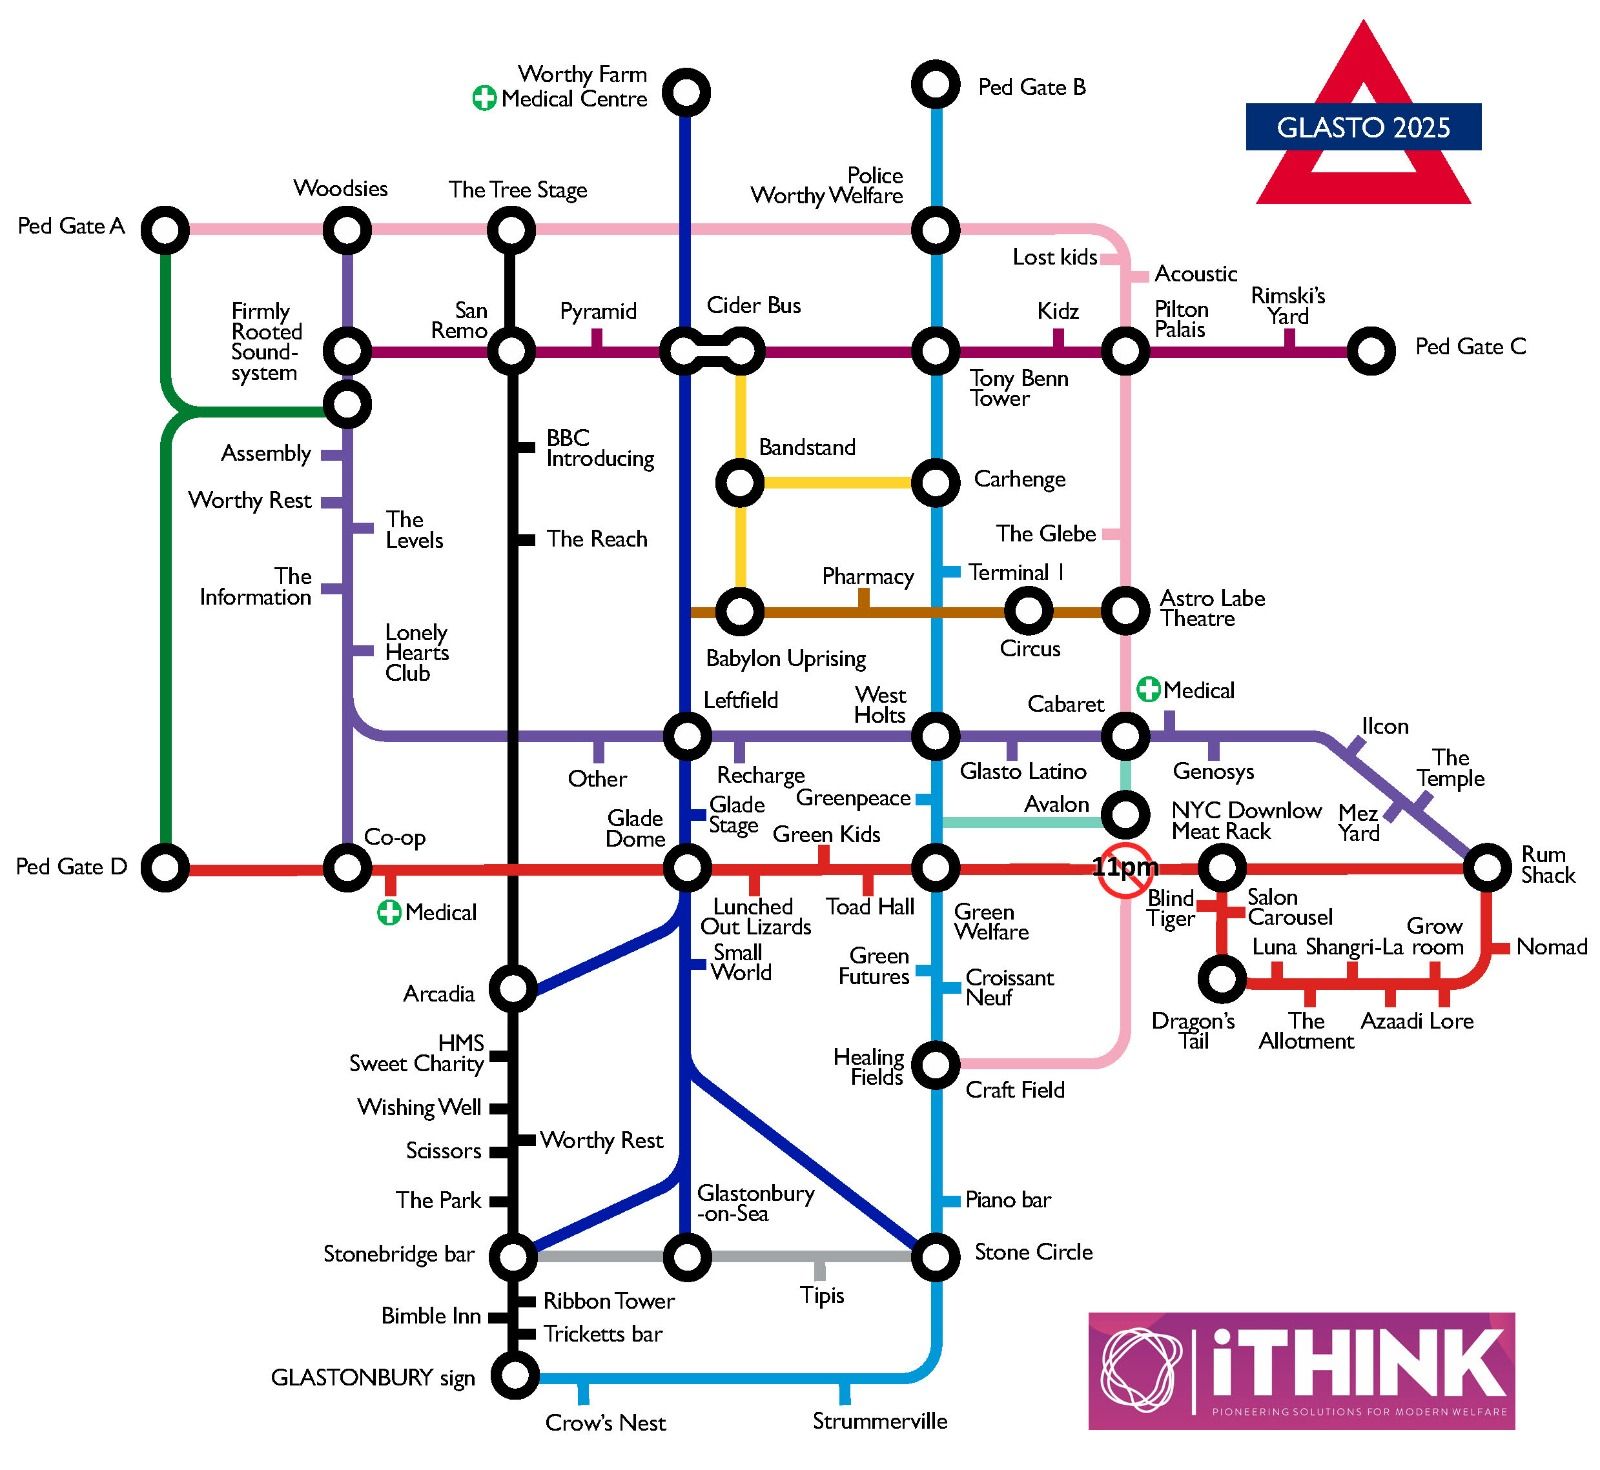 Worthy Farm
Medical Centre
Ped Gate B
GLASTO 2025
Police
Worthy Welfare
Woodsies
The Tree Stage
Ped Gate A
Lost kids
Acoustic
Firmly
Rooted
Sound-
system
San
Remo
Pyramid
Cider Bus
Kidz
Pilton
Palais
Rimski's
Yard
Ped Gate C
Tony Benn
Tower
Assembly
BBC
Introducing
Bandstand
Carhenge
Worthy Rest
The
Levels
The Reach
The Glebe
The
Information
Pharmacy
Terminal 1
Astro Labe
Theatre
Lonely
Hearts
Club
Babylon Uprising
Circus
Leftfield
West
Holts
Cabaret
Medical
Other
Recharge
Glasto Latino
Genosys
Ilcon
The
Temple
Mez
Yard
Glade
Dome
Glade
Stage
Greenpeace
Avalon
NYC Downlow
Meat Rack
Co-op
Green Kids
Ped Gate D
11pm
Rum
Shack
Medical
Lunched
Out Lizards
Toad Hall
Green
Welfare
Blind
Tiger
Salon
Carousel
Luna
Shangri-La
Grow
room
Nomad
Small
World
Green
Futures
Croissant
Neuf
Arcadia
Dragon's
Tail
The
Allotment
Azaadi
Lore
HMS
Sweet Charity
Healing
Fields
Craft Field
Wishing Well
Worthy Rest
Scissors
The Park
Glastonbury
-on-Sea
Piano bar
Stonebridge bar
Stone Circle
Tipis
Ribbon Tower
Bimble Inn
Tricketts bar
GLASTONBURY sign
Crow's Nest
Strummerville
iTHINK
PIONEERING SOLUTIONS FOR MODERN WELFARE